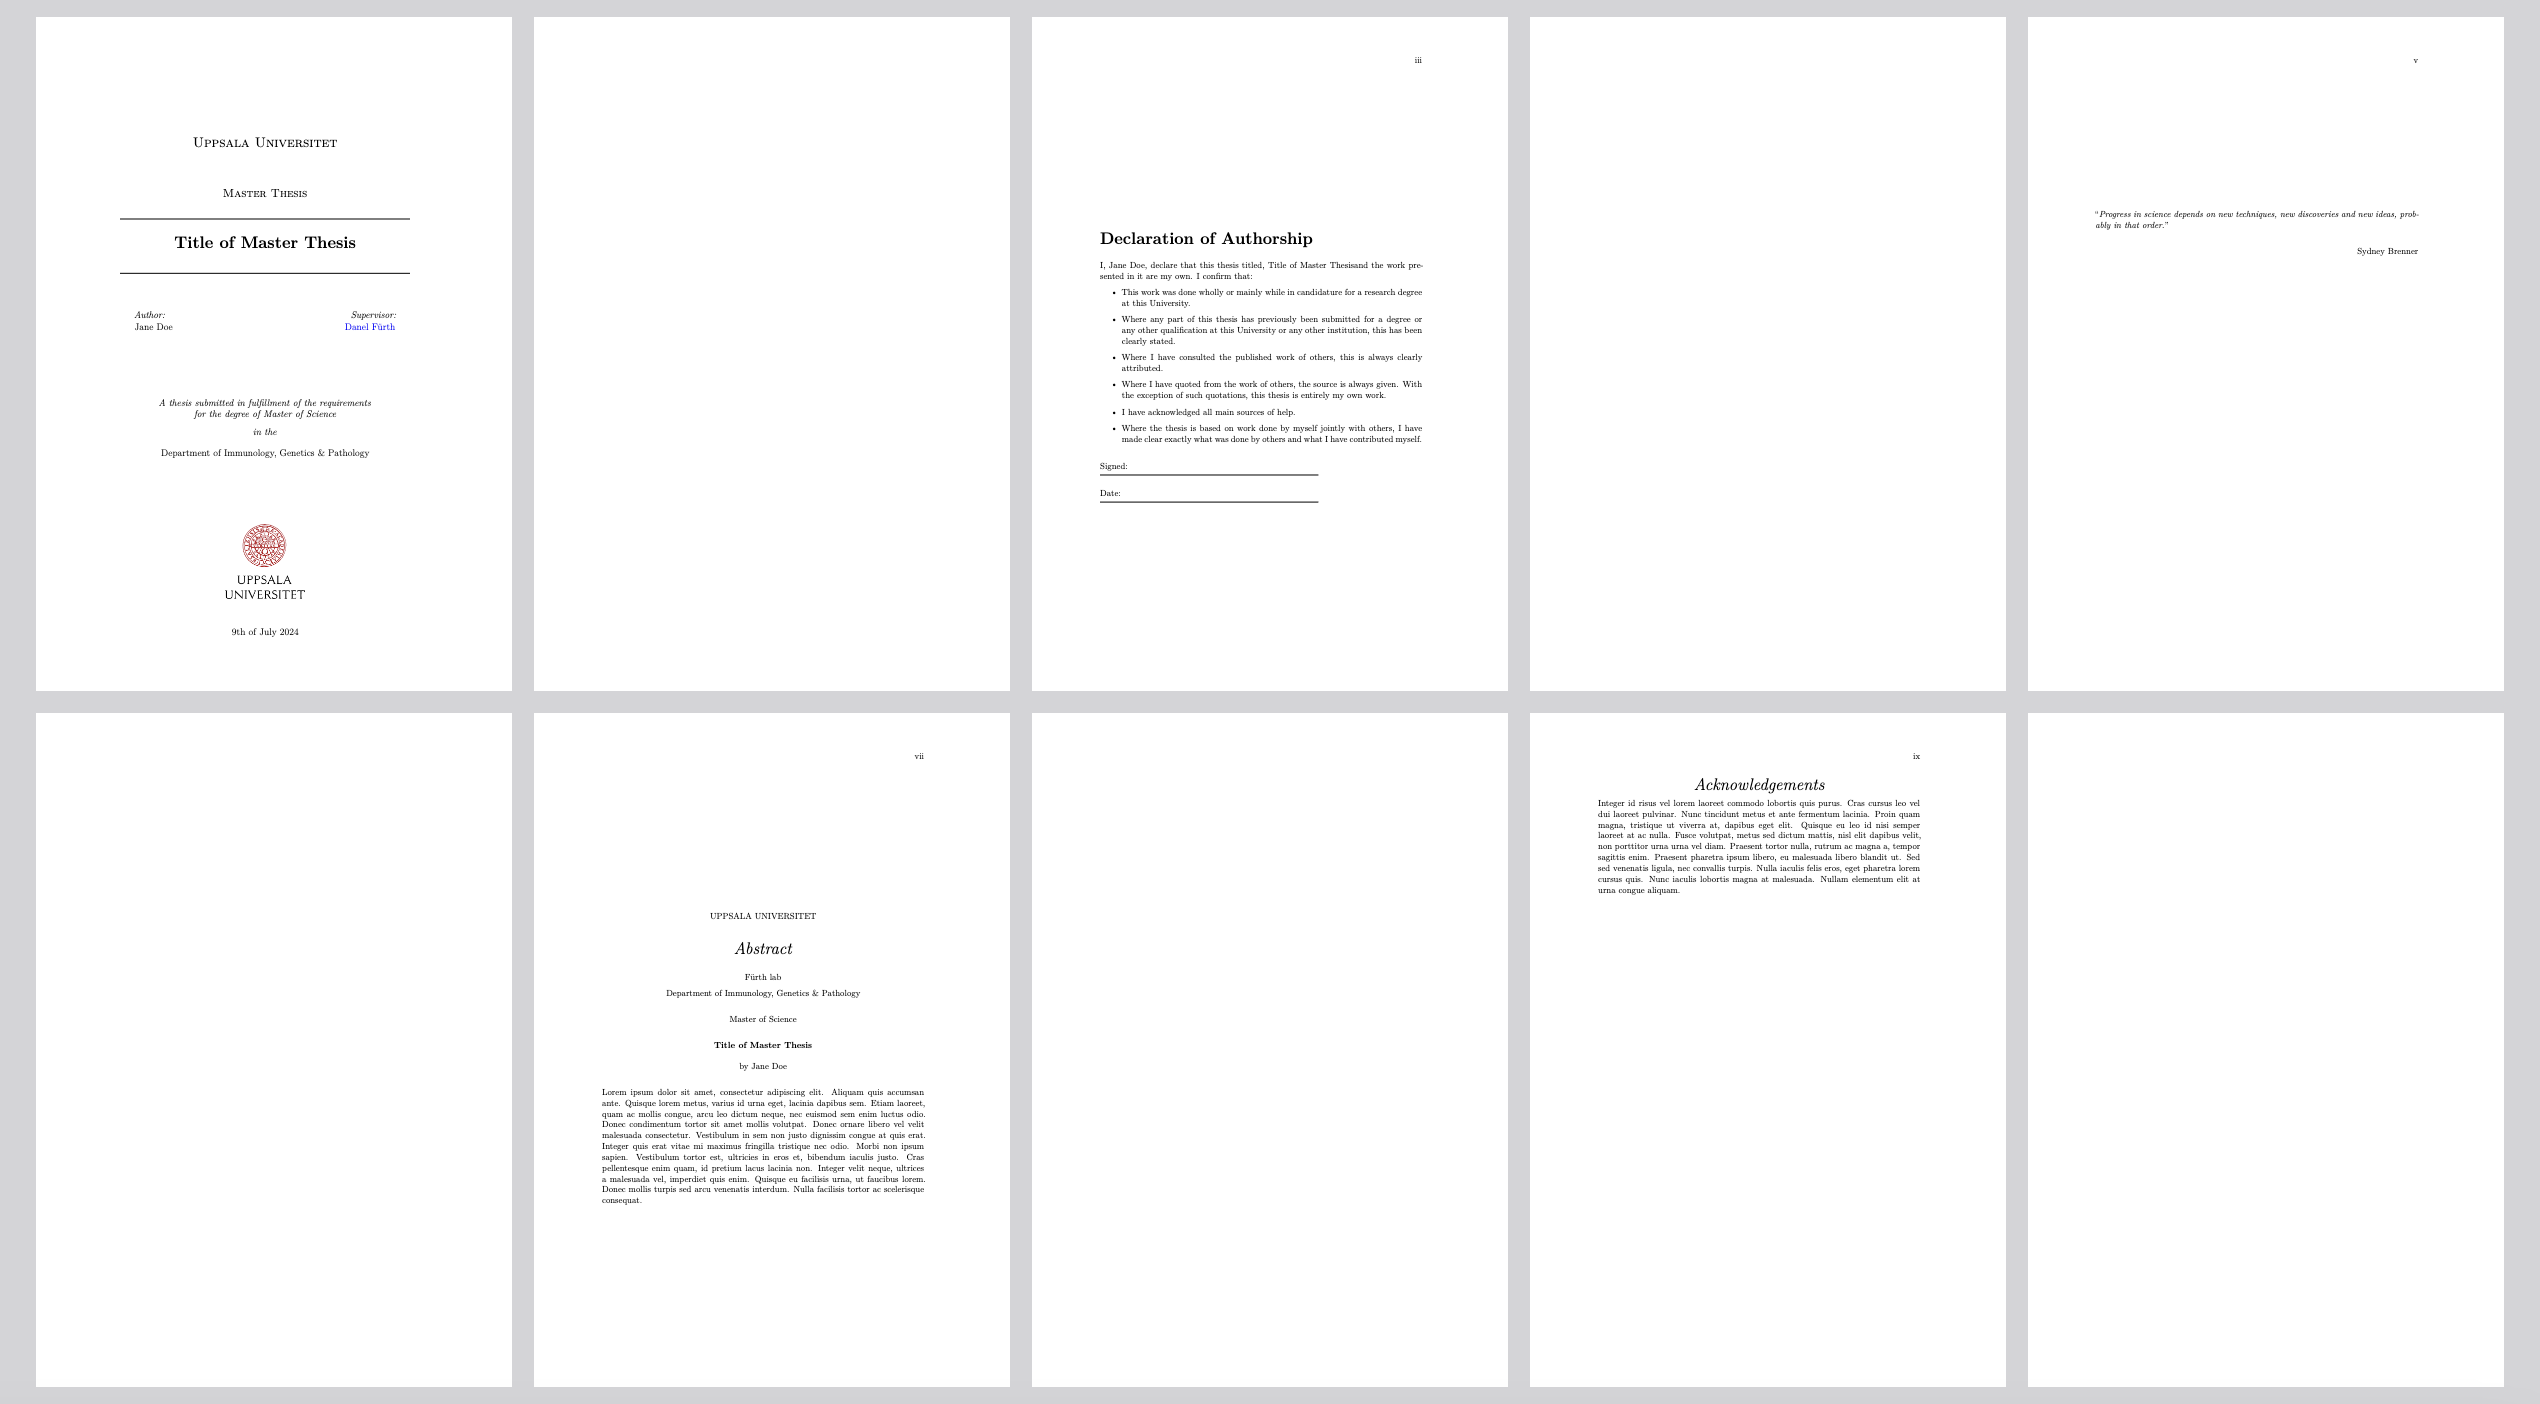 Uppsala Universitet
Master Thesis
Title of Master Thesis
Author:
Jane Doe
Supervisor:
Danel Fürth
A thesis submitted in fulfillment of the requirements
for the degree of Master of Science
in the
Department of Immunology, Genetics & Pathology
UPPSALA
UNIVERSITET
9th of July 2024
iii
Declaration of Authorship
I, Jane Doe, declare that this thesis titled, Title of Master Thesisand the work pre-
sented in it are my own. I confirm that:
• This work was done wholly or mainly while in candidature for a research degree
at this University.
• Where any part of this thesis has previously been submitted for a degree or
any other qualification at this University or any other institution, this has been
clearly stated.
• Where I have consulted the published work of others, this is always clearly
attributed.
• Where I have quoted from the work of others, the source is always given. With
the exception of such quotations, this thesis is entirely my own work.
• I have acknowledged all main sources of help.
• Where the thesis is based on work done by myself jointly with others, I have
made clear exactly what was done by others and what I have contributed myself.
Signed:
Date:
v
“Progress in science depends on new techniques, new discoveries and new ideas, prob-
ably in that order.”
Sydney Brenner
vii
UPPSALA UNIVERSITET
Abstract
Fürth lab
Department of Immunology, Genetics & Pathology
Master of Science
Title of Master Thesis
by Jane Doe
Lorem ipsum dolor sit amet, consectetur adipiscing elit. Aliquam quis accumsan
ante. Quisque lorem metus, varius id urna eget, lacinia dapibus sem. Etiam laoreet,
quam ac mollis congue, arcu leo dictum neque, nec euismod sem enim luctus odio.
Donec condimentum tortor sit amet mollis volutpat. Donec ornare libero vel velit
malesuada consectetur. Vestibulum in sem non justo dignissim congue at quis erat.
Integer quis erat vitae mi maximus fringilla tristique nec odio. Morbi non ipsum
sapien. Vestibulum tortor est, ultricies in eros et, bibendum iaculis justo. Cras
pellentesque enim quam, id pretium lacus lacinia non. Integer velit neque, ultrices
a malesuada vel, imperdiet quis enim. Quisque eu facilisis urna, ut faucibus lorem.
Donec mollis turpis sed arcu venenatis interdum. Nulla facilisis tortor ac scelerisque
consequat.
ix
Acknowledgements
Integer id risus vel lorem laoreet commodo lobortis quis purus. Cras cursus leo vel
dui laoreet pulvinar. Nunc tincidunt metus et ante fermentum lacinia. Proin quam
magna, tristique ut viverra at, dapibus eget elit. Quisque eu leo id nisi semper
laoreet at ac nulla. Fusce volutpat, metus sed dictum mattis, nisl elit dapibus velit,
non porttitor urna urna vel diam. Praesent tortor nulla, rutrum ac magna a, tempor
sagittis enim. Praesent pharetra ipsum libero, eu malesuada libero blandit ut. Sed
sed venenatis ligula, nec convallis turpis. Nulla iaculis felis eros, eget pharetra lorem
cursus quis. Nunc iaculis lobortis magna at malesuada. Nullam elementum elit at
urna congue aliquam.